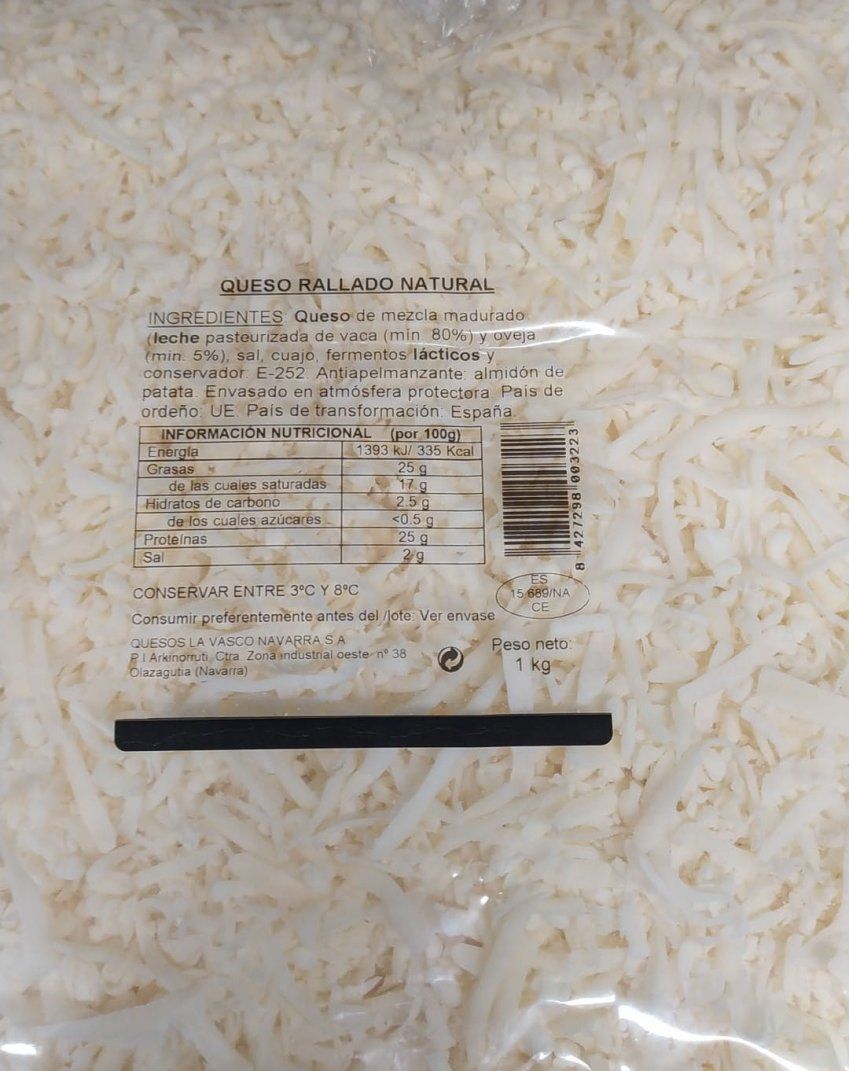 QUESO RALLADO NATURAL
INGREDIENTES Queso de mezcla madurado
(leche pasteurizada de vaca (min 80%) y oveja
(min. 5%), sal, cuajo, fermentos lácticos y
conservador: E-252. Antiapelmanzante: almidón de
patata. Envasado en atmósfera protectora. País de
ordeño: UE. País de transformación: España.
INFORMACIÓN NUTRICIONAL (por 100g)
Energía 1393 kJ/ 335 Kcal
Grasas 25 g
de las cuales saturadas 17 g
Hidratos de carbono 2.5 g
de los cuales azúcares <0.5 g
Proteínas 25 g
Sal 2 g
8 427298 003223
CONSERVAR ENTRE 3ºC Y 8ºC
ES
15.689/NA
CE
Consumir preferentemente antes del /lote: Ver envase
QUESOS LA VASCO NAVARRA S.A
P.I Arkinorruti, Ctra. Zona industrial oeste nº 38
Olazagutia (Navarra)
Peso neto:
1 kg